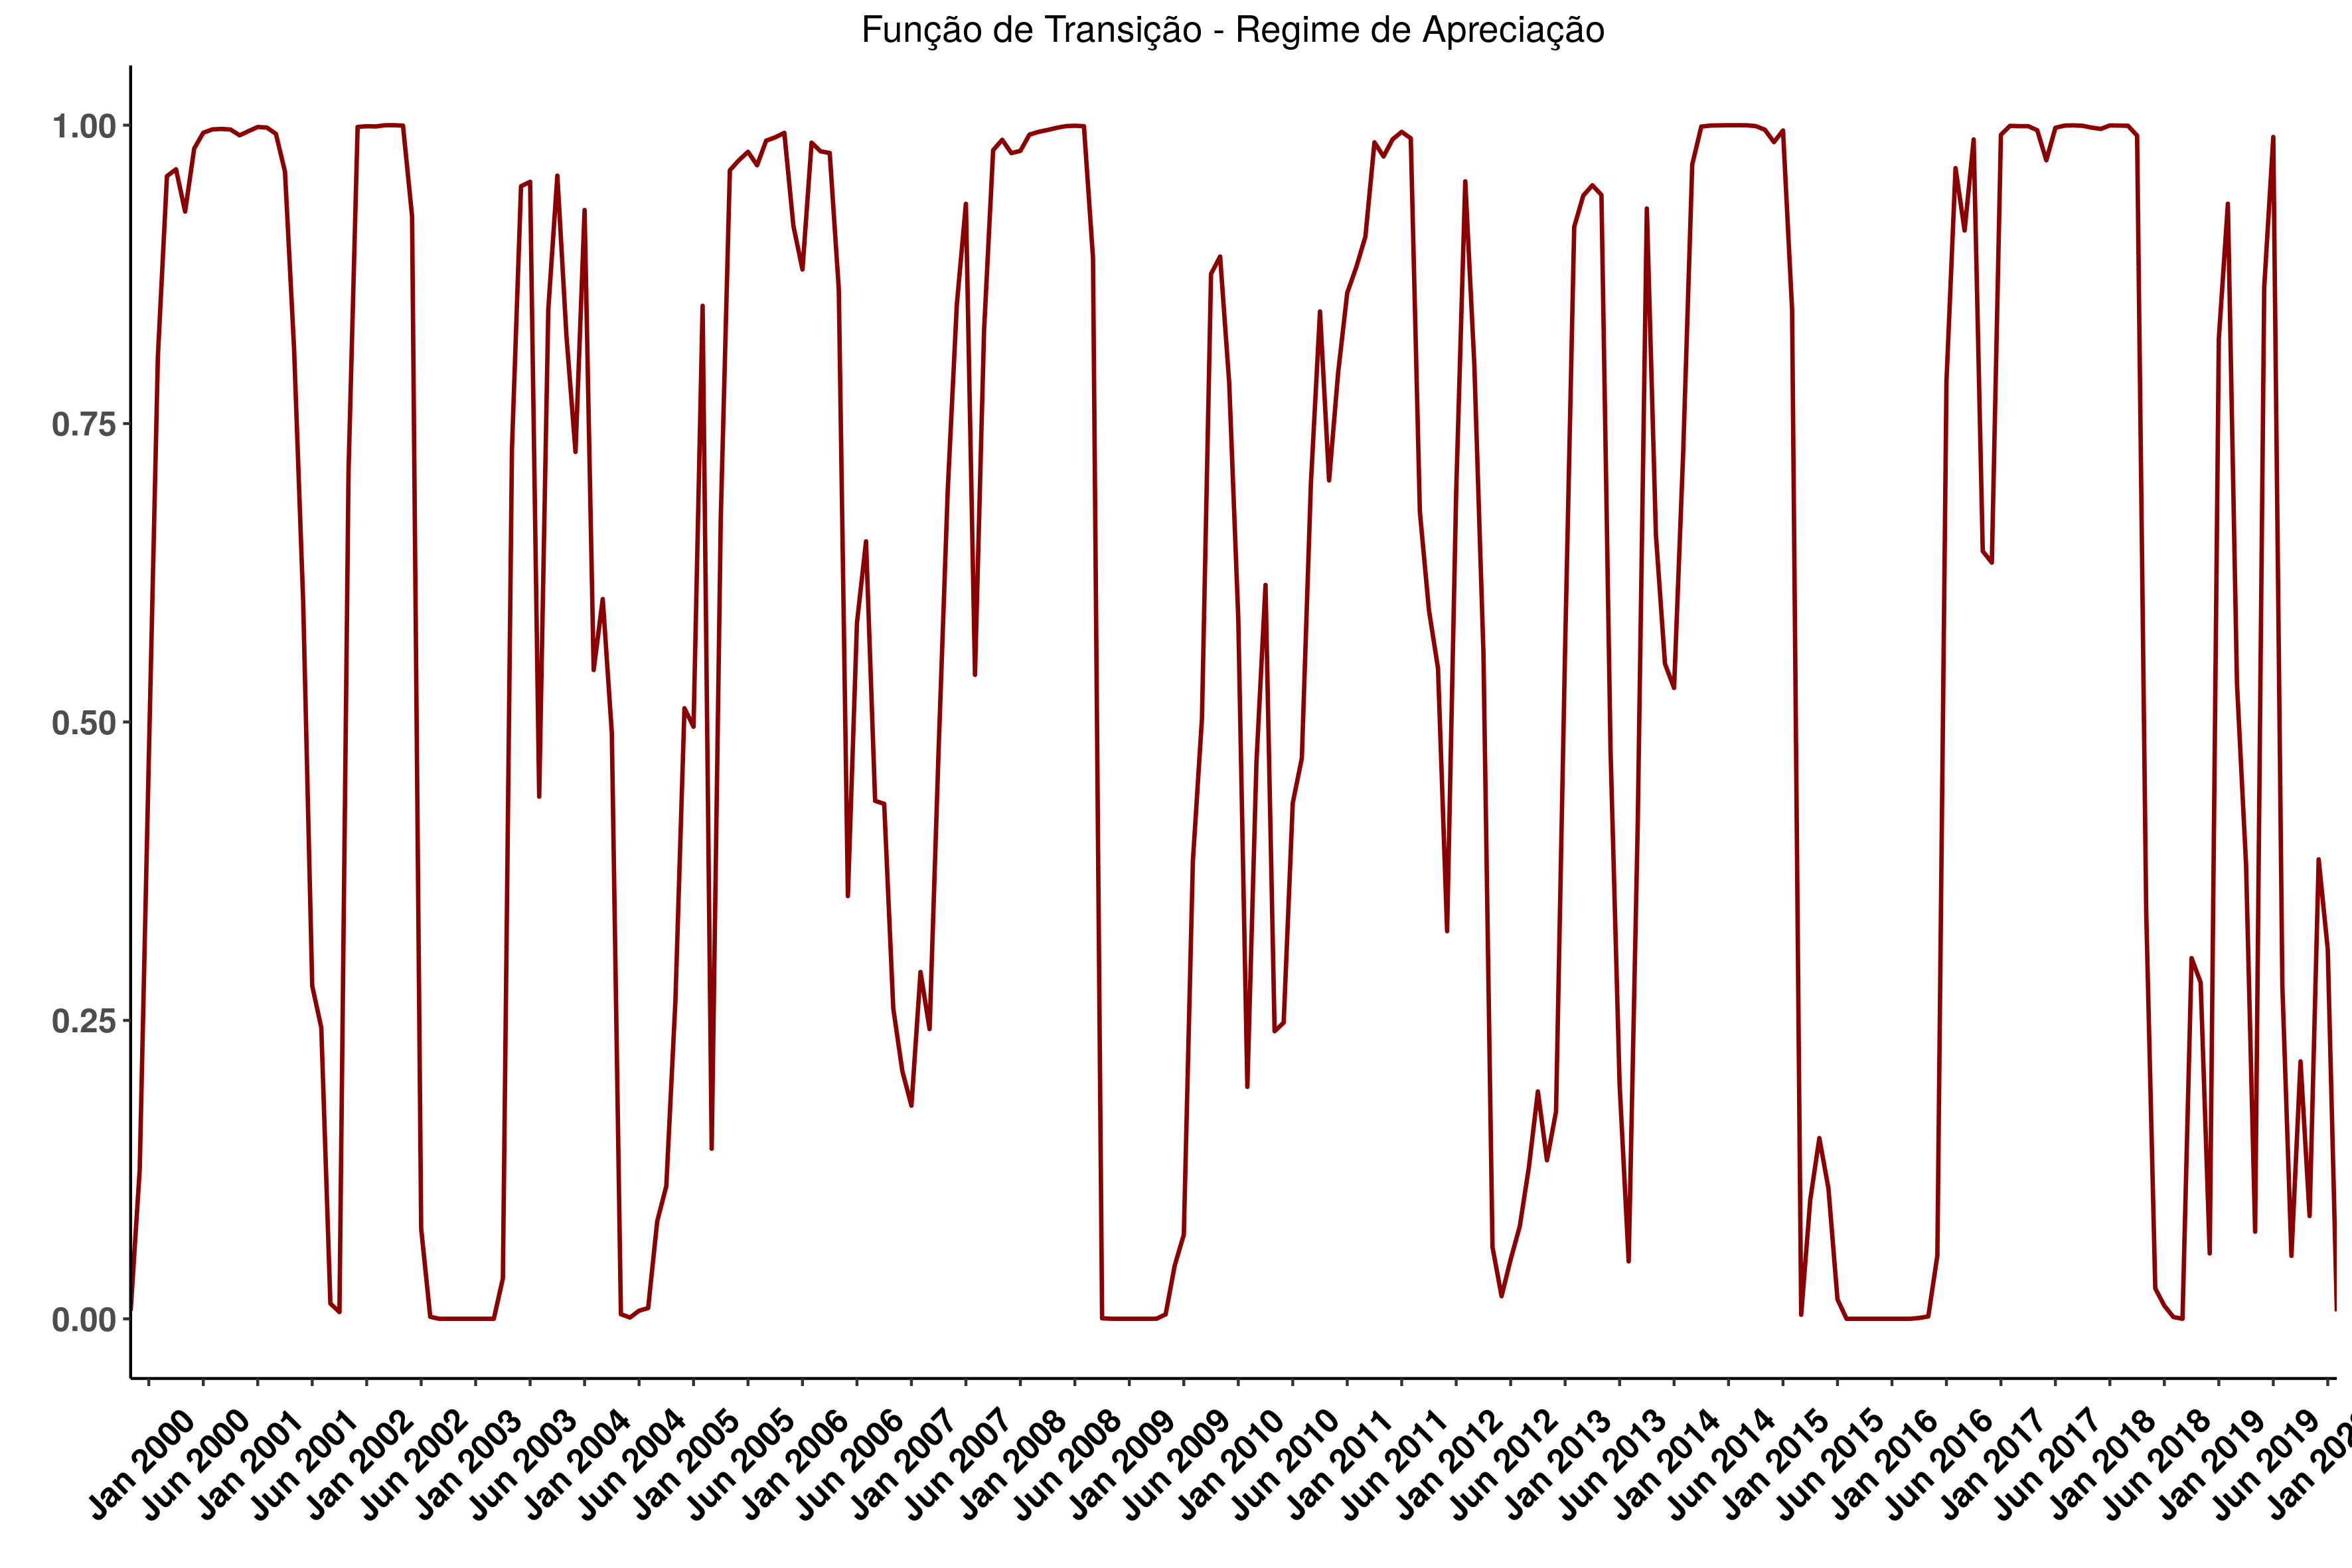 Função de Transição - Regime de Apreciação
1.00
0.75
0.50
0.25
0.00
Jan 2000
Jun 2000
Jan 2001
Jun 2001
Jan 2002
Jun 2002
Jan 2003
Jun 2003
Jan 2004
Jun 2004
Jan 2005
Jun 2005
Jan 2006
Jun 2006
Jan 2007
Jun 2007
Jan 2008
Jun 2008
Jan 2009
Jun 2009
Jan 2010
Jun 2010
Jan 2011
Jun 2011
Jan 2012
Jun 2012
Jan 2013
Jun 2013
Jan 2014
Jun 2014
Jan 2015
Jun 2015
Jan 2016
Jun 2016
Jan 2017
Jun 2017
Jan 2018
Jun 2018
Jan 2019
Jun 2019
Jan